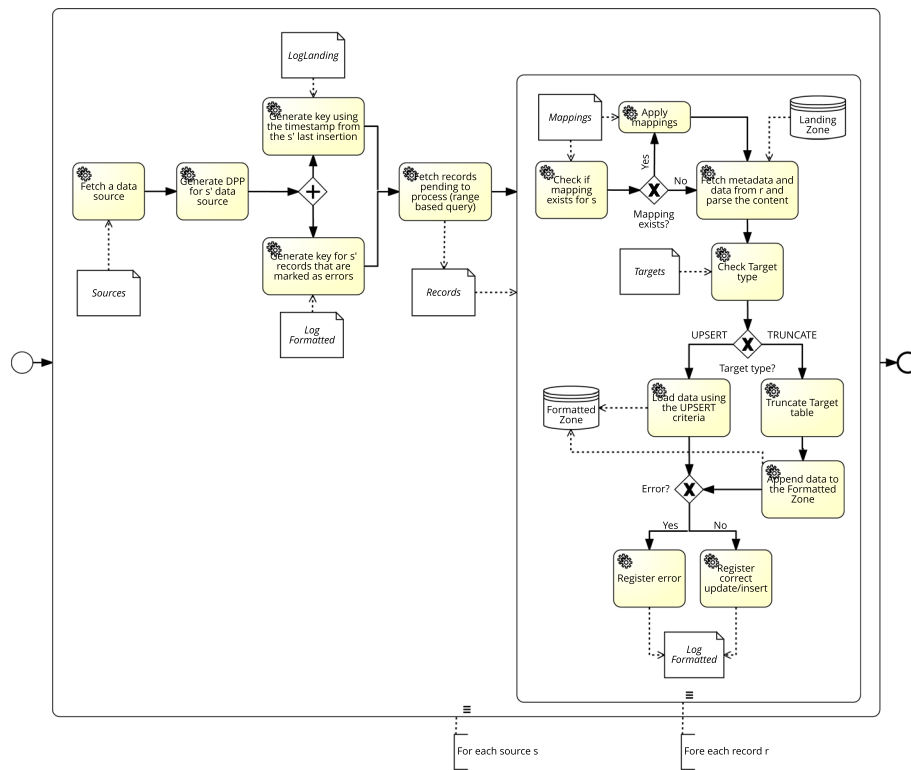 LogLanding
Generate key using
the timestamp from
the s' last insertion
Fetch a data
source
Generate DPP
for s' data
source
Fetch records
pending to
process (range
based query)
Generate key for s'
records that are
marked as errors
Sources
Log
Formatted
Records
Mappings
Apply
mappings
Landing
Zone
Check if
mapping
exists for s
Yes
No
Mapping
exists?
Fetch metadata and
data from r and
parse the content
Targets
Check Target
type
UPSERT
TRUNCATE
Target type?
Formatted
Zone
Load data using
the UPSERT
criteria
Truncate Target
table
Append data to
the Formatted
Zone
Error?
Yes
No
Register error
Register
correct
update/insert
Log
Formatted
For each source s
Fore each record r